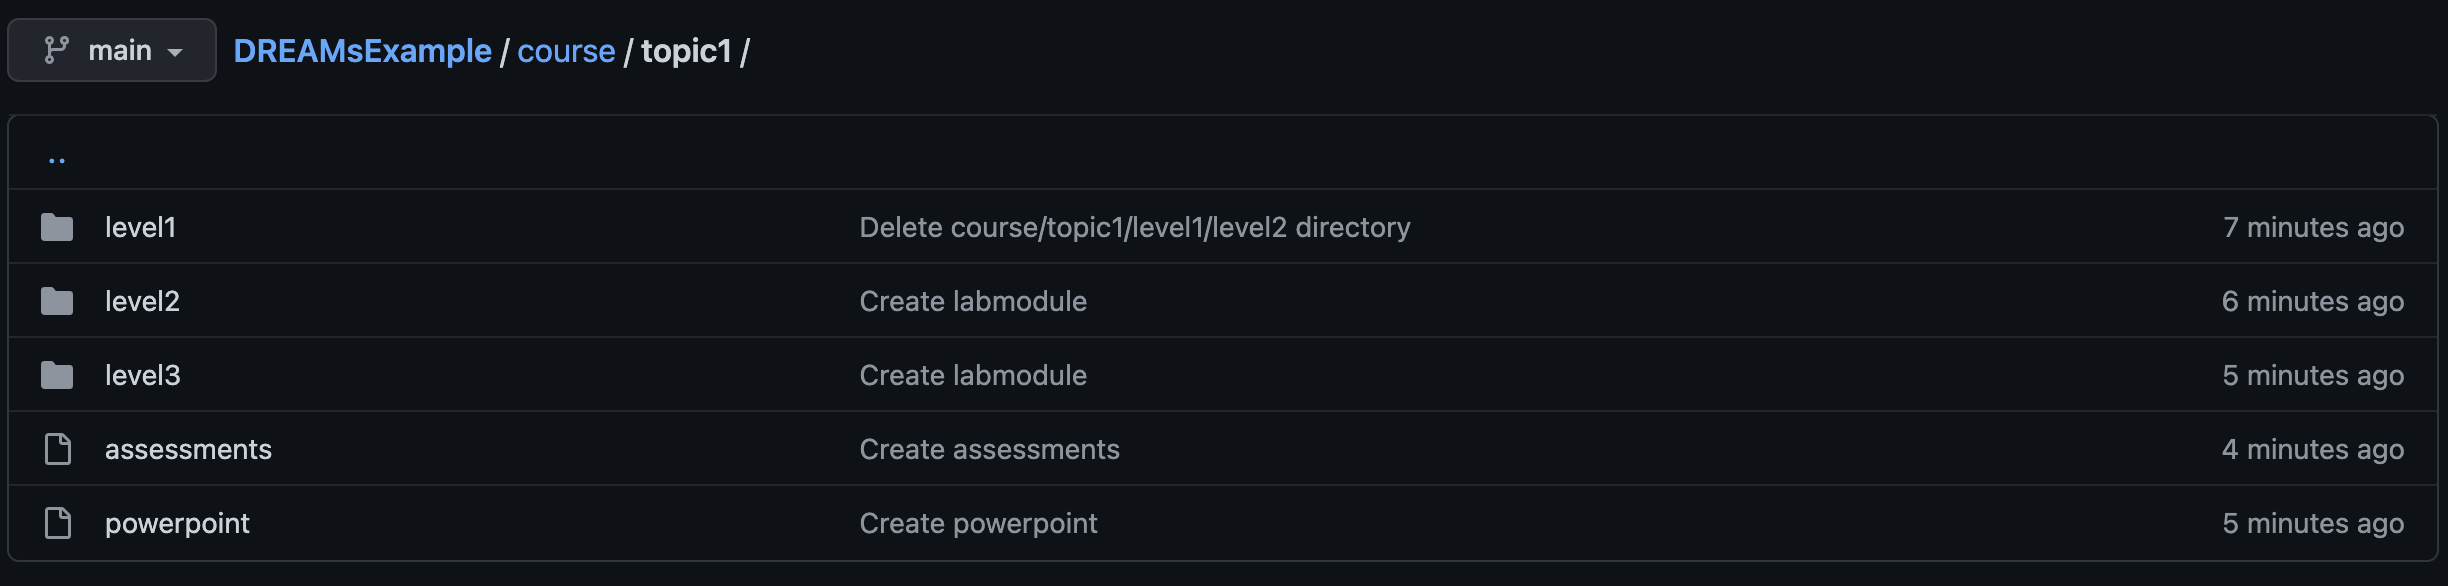 main DREAMsExample / course / topic1 /
..
level1 Delete course/topic1/level1/level2 directory 7 minutes ago
level2 Create labmodule 6 minutes ago
level3 Create labmodule 5 minutes ago
assessments Create assessments 4 minutes ago
powerpoint Create powerpoint 5 minutes ago